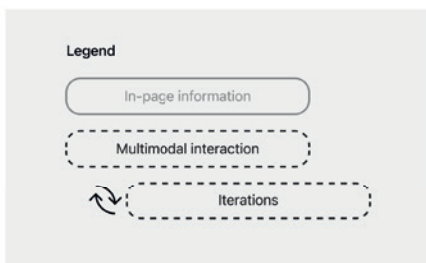 Legend
In-page information
Multimodal interaction
Iterations